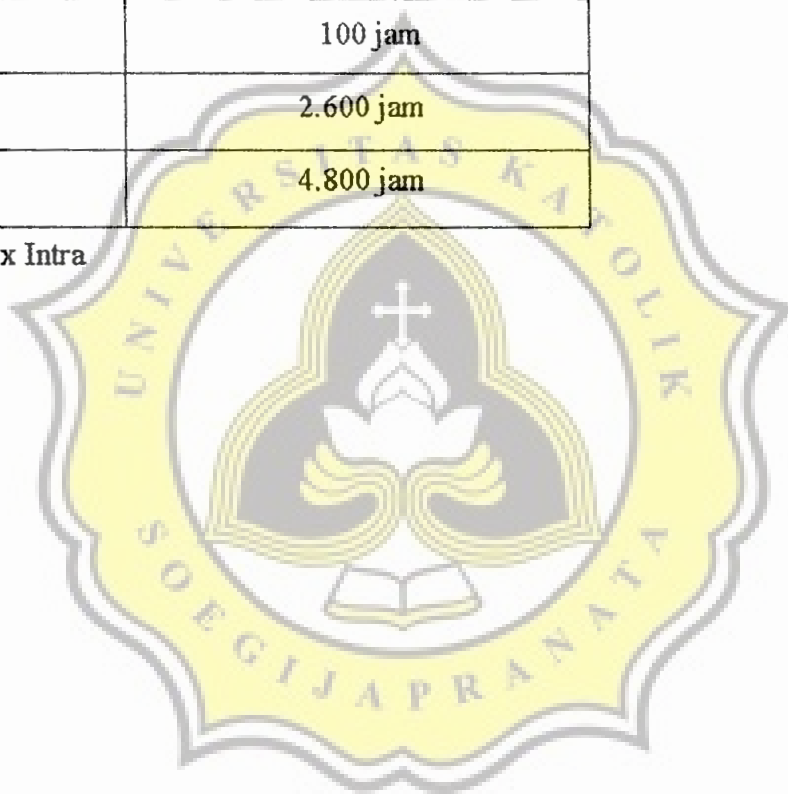 100 jam
2.600 jam
4.800 jam
x Intra
UNIVERSITAS KATOLIK
SOEGIJAPRANATA